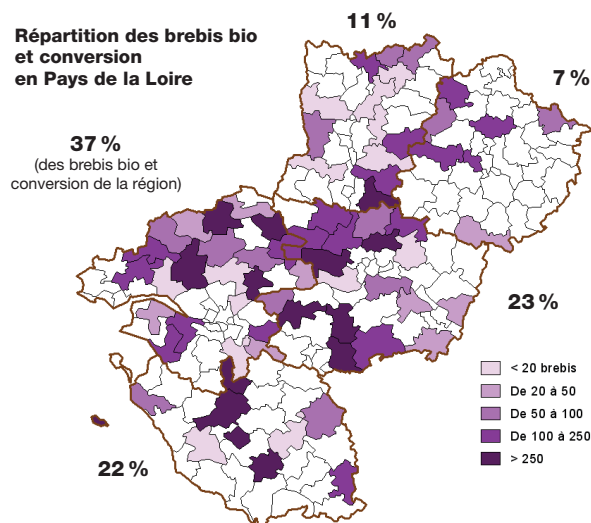 Répartition des brebis bio
et conversion
en Pays de la Loire
11 %
7 %
37 %
(des brebis bio et
conversion de la région)
23 %
22 %
< 20 brebis
De 20 à 50
De 50 à 100
De 100 à 250
> 250